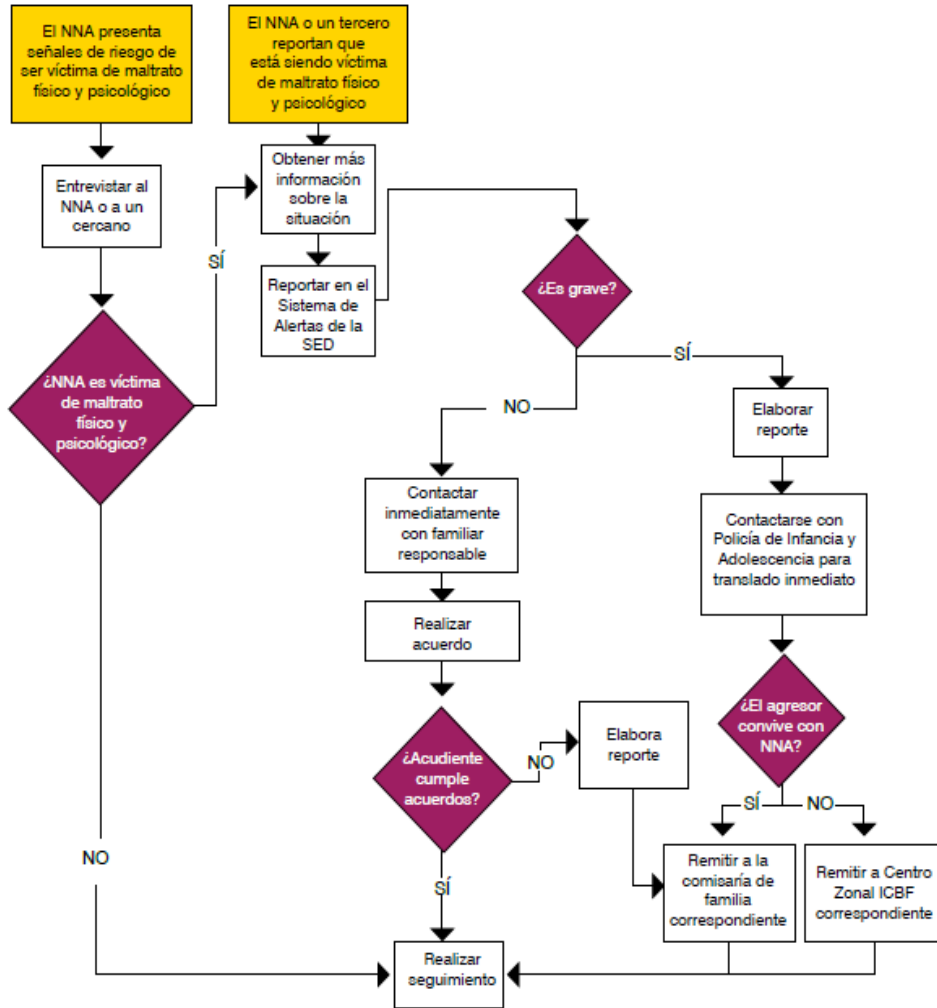 El NNA presenta
señales de riesgo de
ser víctima de maltrato
físico y psicológico
El NNA o un tercero
reportan que
está siendo víctima
de maltrato físico
y psicológico
Entrevistar al
NNA o a un
cercano
Obtener más
información
sobre la
situación
SÍ
Reportar en el
Sistema de
Alertas de la
SED
¿Es grave?
¿NNA es víctima
de maltrato
físico y
psicológico?
SÍ
NO
Elaborar
reporte
Contactar
inmediatamente
con familiar
responsable
Contactarse con
Policía de Infancia y
Adolescencia para
translado inmediato
Realizar
acuerdo
¿El agresor
convive con
NNA?
¿Acudiente
cumple
acuerdos?
NO
Elabora
reporte
SÍ
NO
NO
SÍ
Remitir a la
comisaría de
familia
correspondiente
Remitir a Centro
Zonal ICBF
correspondiente
Realizar
seguimiento